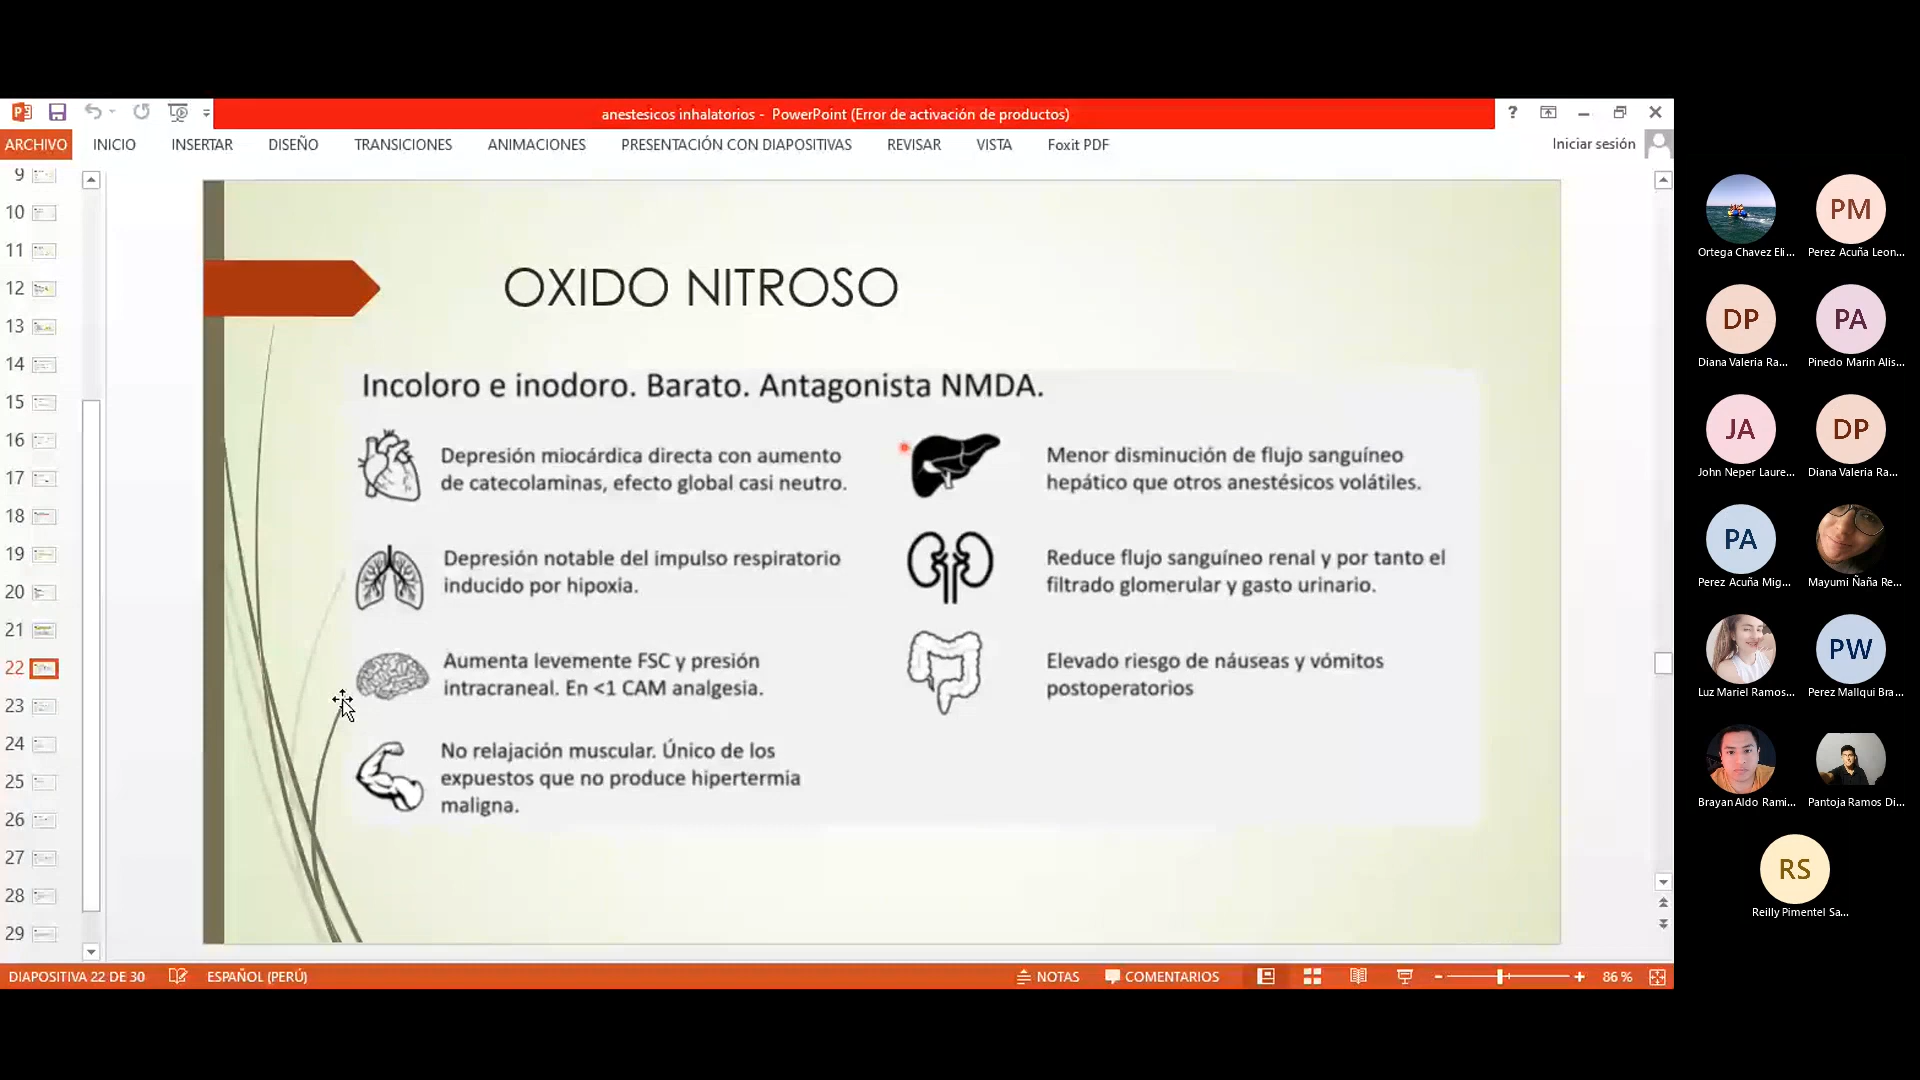 anestesicos inhalatorios - PowerPoint (Error de activación de productos)
?
ARCHIVO INICIO INSERTAR DISEÑO TRANSICIONES ANIMACIONES PRESENTACIÓN CON DIAPOSITIVAS REVISAR VISTA Foxit PDF
Iniciar sesión
9
10
11
12
13
14
15
16
17
18
19
20
21
22
23
24
25
26
27
28
29
OXIDO NITROSO
Incoloro e inodoro. Barato. Antagonista NMDA.
Depresión miocárdica directa con aumento
de catecolaminas, efecto global casi neutro.
Depresión notable del impulso respiratorio
inducido por hipoxia.
Aumenta levemente FSC y presión
intracraneal. En <1 CAM analgesia.
No relajación muscular. Único de los
expuestos que no produce hipertermia
maligna.
Menor disminución de flujo sanguíneo
hepático que otros anestésicos volátiles.
Reduce flujo sanguíneo renal y por tanto el
filtrado glomerular y gasto urinario.
Elevado riesgo de náuseas y vómitos
postoperatorios
DIAPOSITIVA 22 DE 30 ESPAÑOL (PERÚ) NOTAS COMENTARIOS 86 %
PM
Ortega Chavez Eli... Perez Acuña Leon...
DP PA
Diana Valeria Ra... Pinedo Marin Alis...
JA DP
John Neper Laure... Diana Valeria Ra...
PA
Perez Acuña Mig... Mayumi Ñaña Re...
PW
Luz Mariel Ramos... Perez Mallqui Bra...
Brayan Aldo Rami... Pantoja Ramos Di...
RS
Reilly Pimentel Sa...